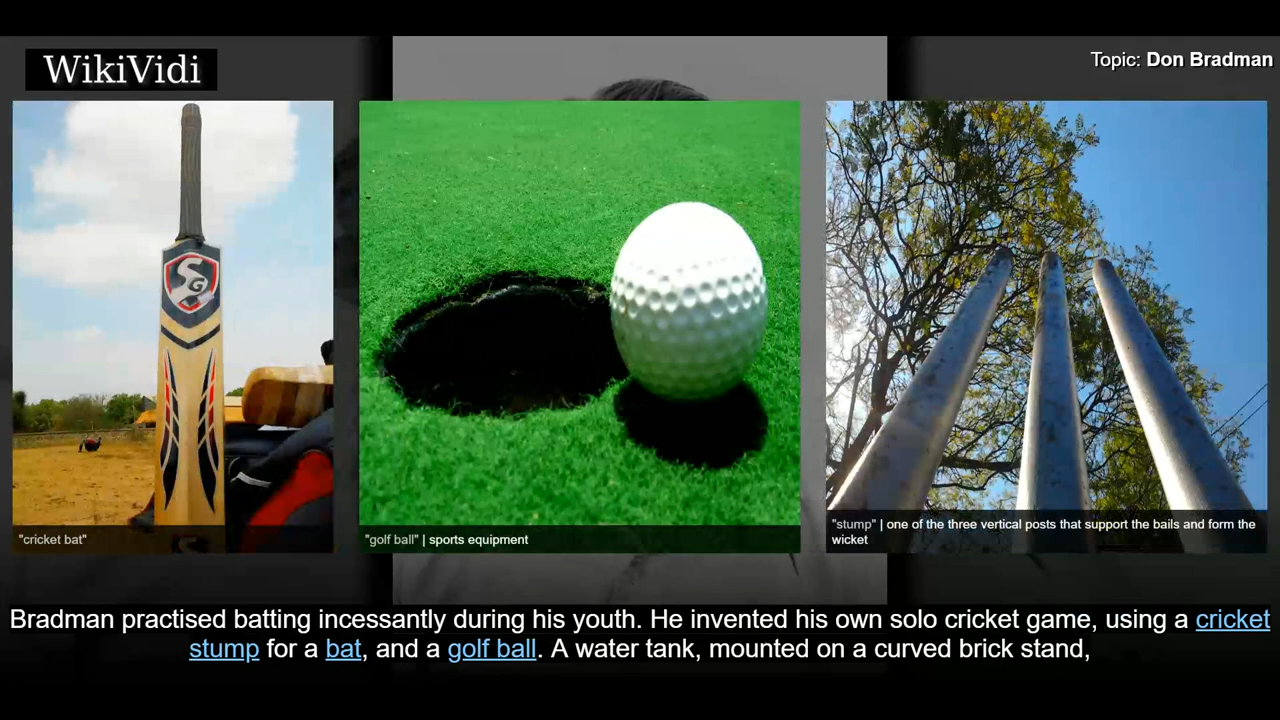 WikiVidi
Topic: Don Bradman
SG
"cricket bat"
"golf ball" | sports equipment
"stump" | one of the three vertical posts that support the bails and form the
wicket
Bradman practised batting incessantly during his youth. He invented his own solo cricket game, using a cricket
stump for a bat, and a golf ball. A water tank, mounted on a curved brick stand,